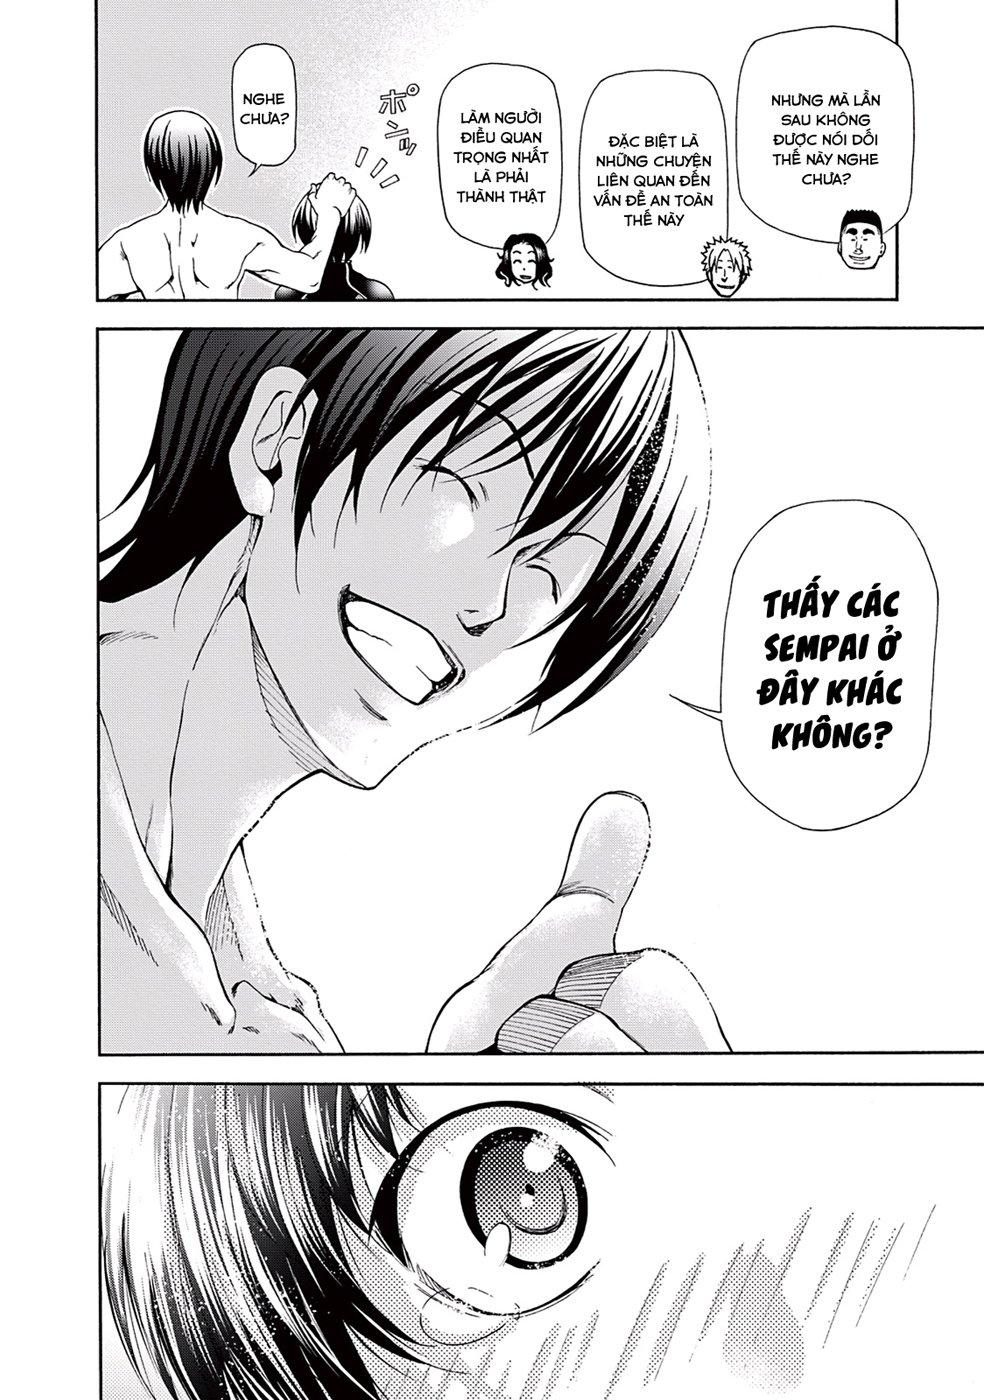 NHƯNG MÀ LẦN
SAU KHÔNG
ĐƯỢC NÓI DỐI
THẾ NÀY NGHE
CHƯA?
ĐẶC BIỆT LÀ
NHỮNG CHUYỆN
LIÊN QUAN ĐẾN
VẤN ĐỀ AN TOÀN
THẾ NÀY
LÀM NGƯỜI
ĐIỀU QUAN
TRỌNG NHẤT
LÀ PHẢI
THÀNH THẬT
ポンッ
NGHE
CHƯA?
THẤY CÁC
SEMPAI Ở
ĐÂY KHÁC
KHÔNG?